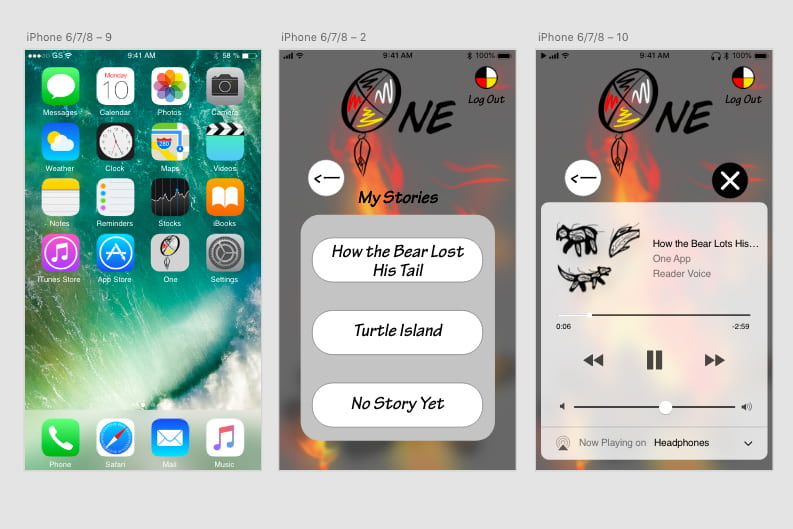 iPhone 6/7/8 – 9
GS
9:41 AM
58 %
Monday
10
Messages
Calendar
Photos
Camera
280
Weather
Clock
Maps
Videos
Notes
Reminders
Stocks
iBooks
iTunes Store
App Store
One
Settings
Phone
Safari
Mail
Music
iPhone 6/7/8 – 2
9:41 AM
100%
NE
Log Out
<—
My Stories
How the Bear Lost
His Tail
Turtle Island
No Story Yet
iPhone 6/7/8 – 10
9:41 AM
100%
NE
Log Out
<—
How the Bear Lots His...
One App
Reader Voice
0:06
-2:59
Now Playing on Headphones